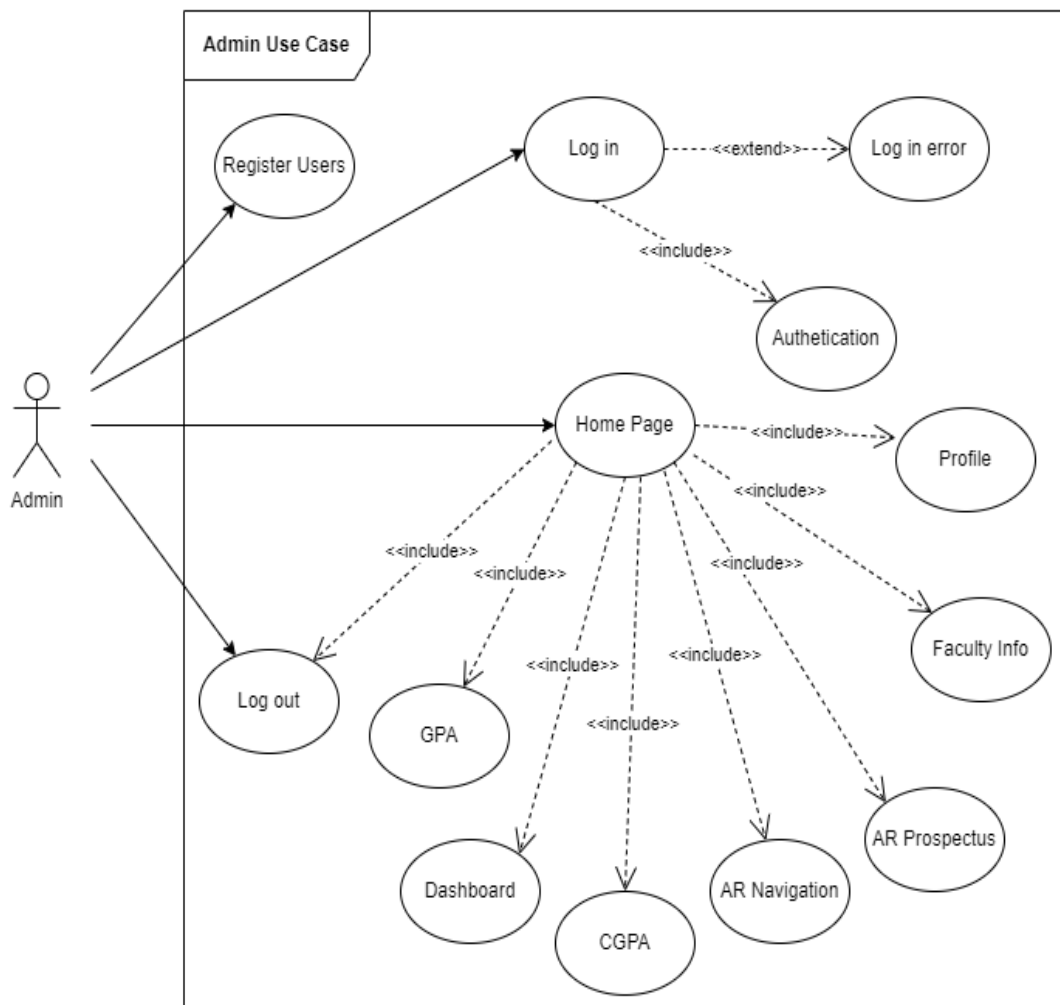 Admin Use Case
Register Users
Log in
<<extend>>
Log in error
<<include>>
Authetication
Admin
Home Page
<<include>>
Profile
<<include>>
Faculty Info
<<include>>
<<include>>
<<include>>
<<include>>
<<include>>
<<include>>
Log out
GPA
Dashboard
CGPA
AR Navigation
AR Prospectus